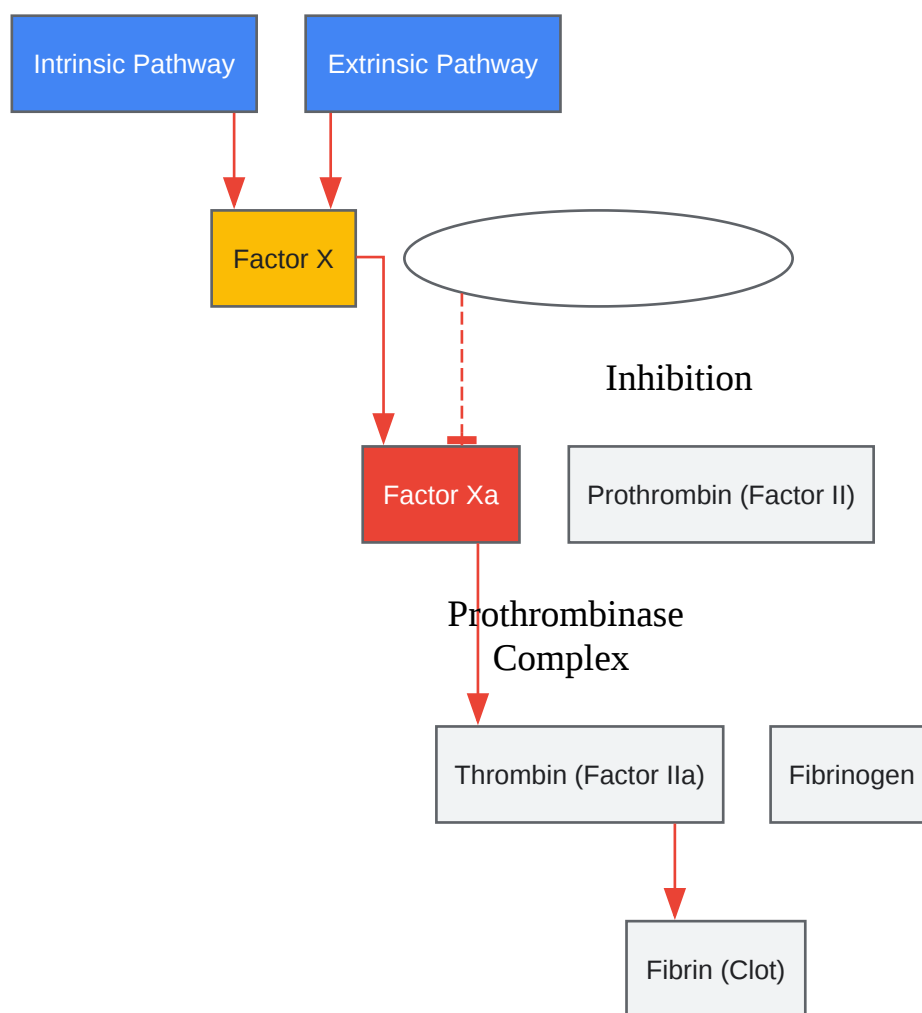 Intrinsic Pathway
Extrinsic Pathway
Factor X
Inhibition
Factor Xa
Prothrombin (Factor II)
Prothrombinase
Complex
Thrombin (Factor IIa)
Fibrinogen
Fibrin (Clot)